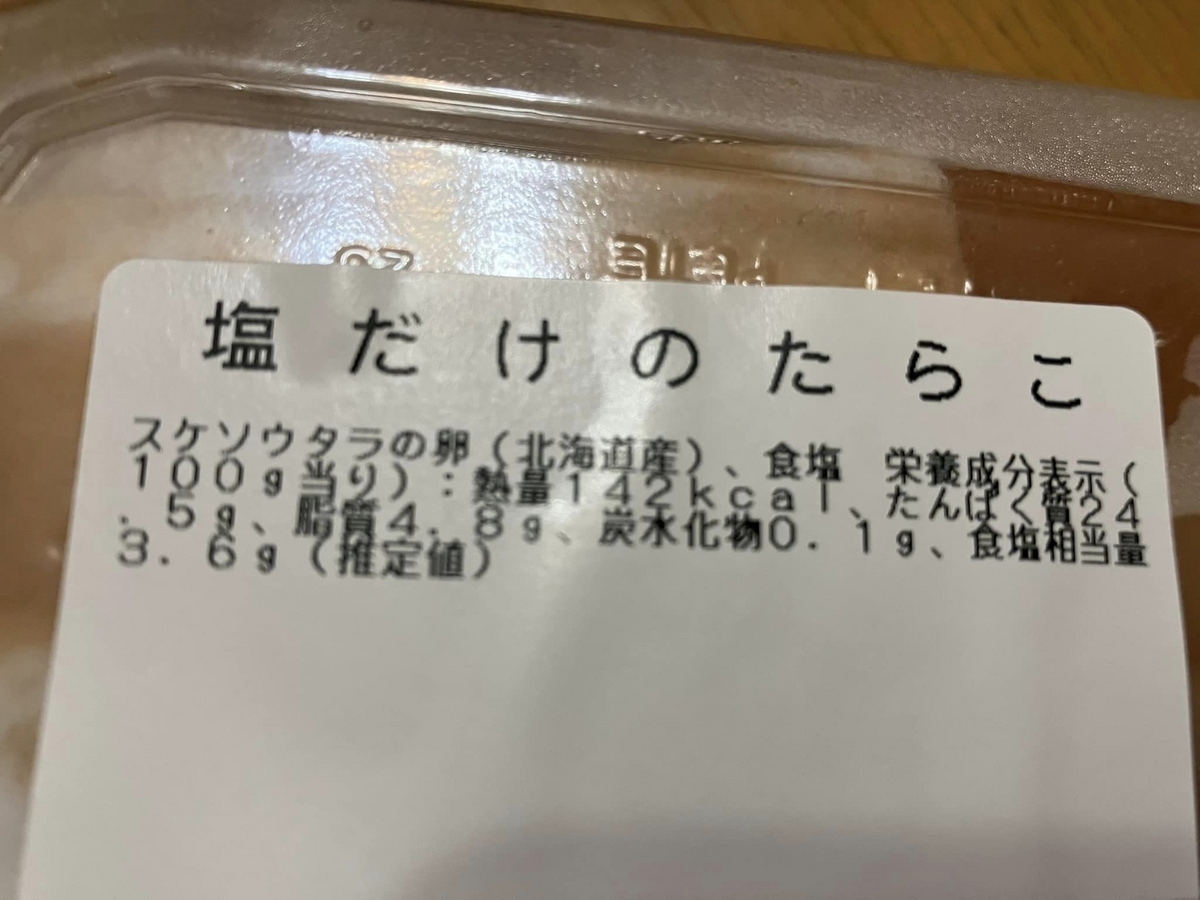 塩だけのたらこ
スケソウタラの卵(北海道産)、食塩 栄養成分表示(
100g当り):熱量142kcal、たんぱく質24
.5g、脂質4.8g、炭水化物0.1g、食塩相当量
3.6g(推定値)